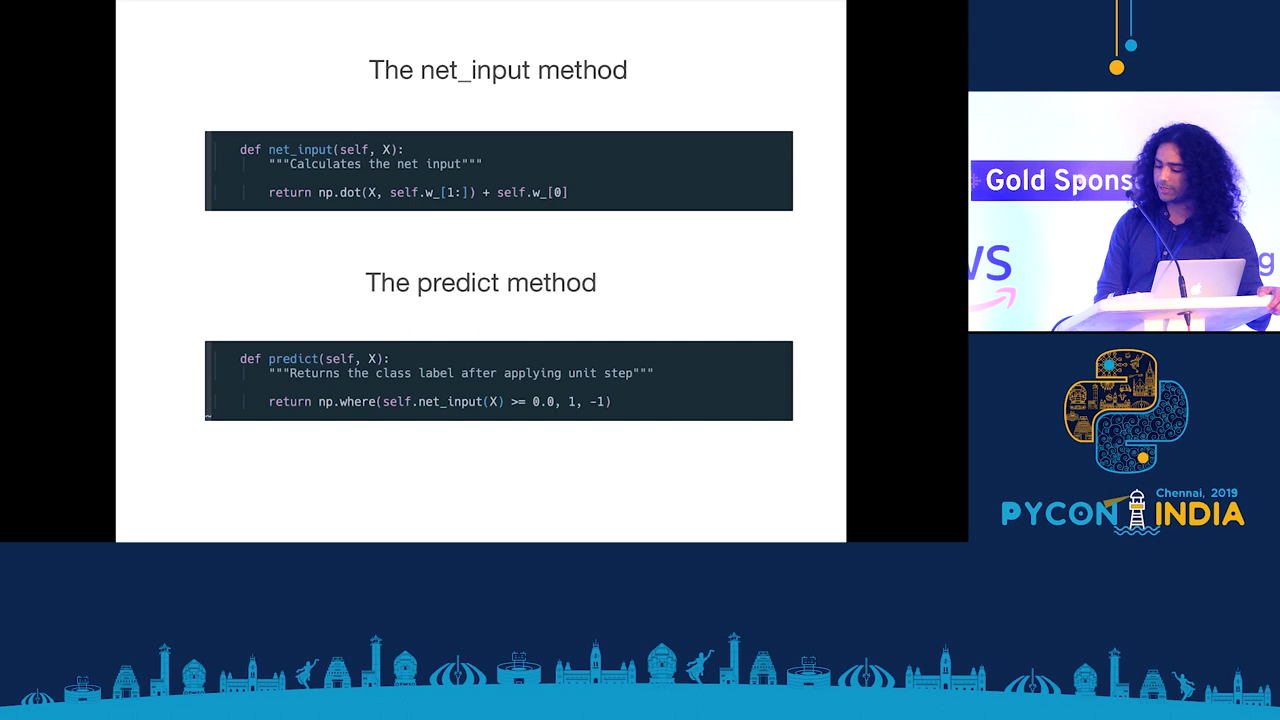 The net_input method
def net_input(self, X):
"""Calculates the net input"""
return np.dot(X, self.w_[1:]) + self.w_[0]
The predict method
def predict(self, X):
"""Returns the class label after applying unit step"""
return np.where(self.net_input(X) >= 0.0, 1, -1)
~
Gold Spons
vs
g
Chennai, 2019
PYCON INDIA